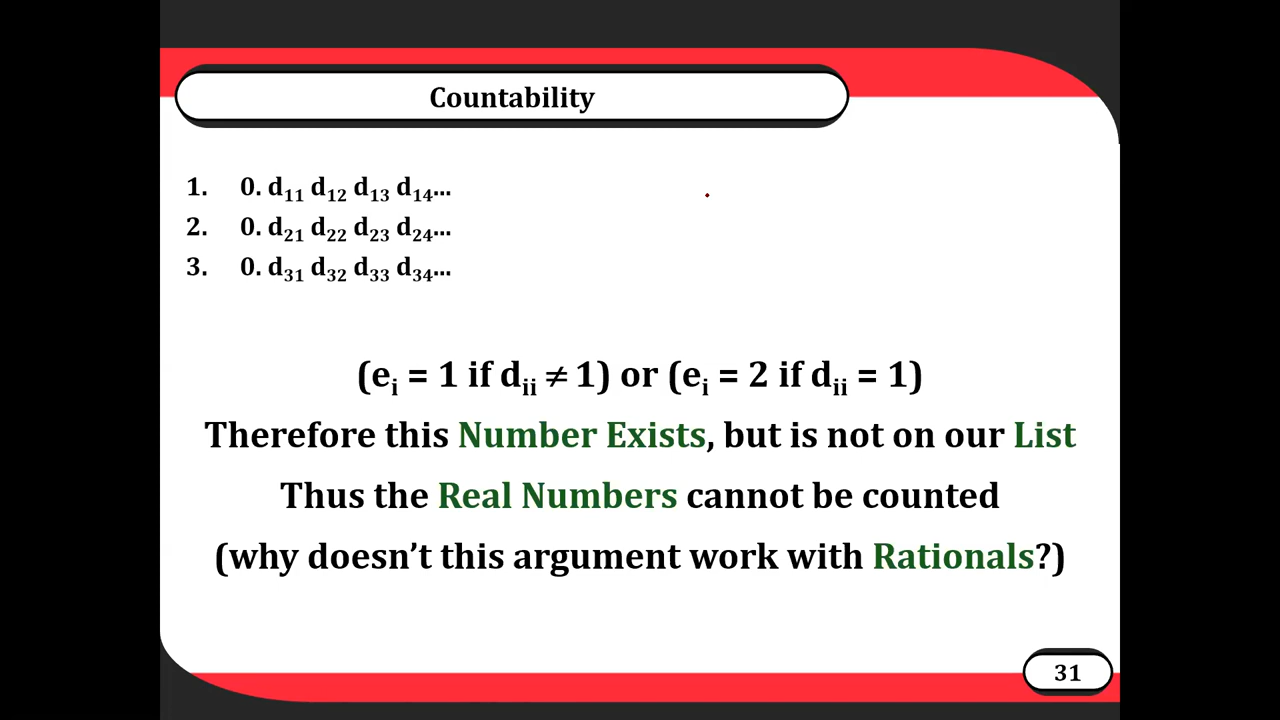 Countability
1. 0. d₁₁ d₁₂ d₁₃ d₁₄...
2. 0. d₂₁ d₂₂ d₂₃ d₂₄...
3. 0. d₃₁ d₃₂ d₃₃ d₃₄...
(eᵢ = 1 if dᵢᵢ ≠ 1) or (eᵢ = 2 if dᵢᵢ = 1)
Therefore this Number Exists, but is not on our List
Thus the Real Numbers cannot be counted
(why doesn’t this argument work with Rationals?)
31